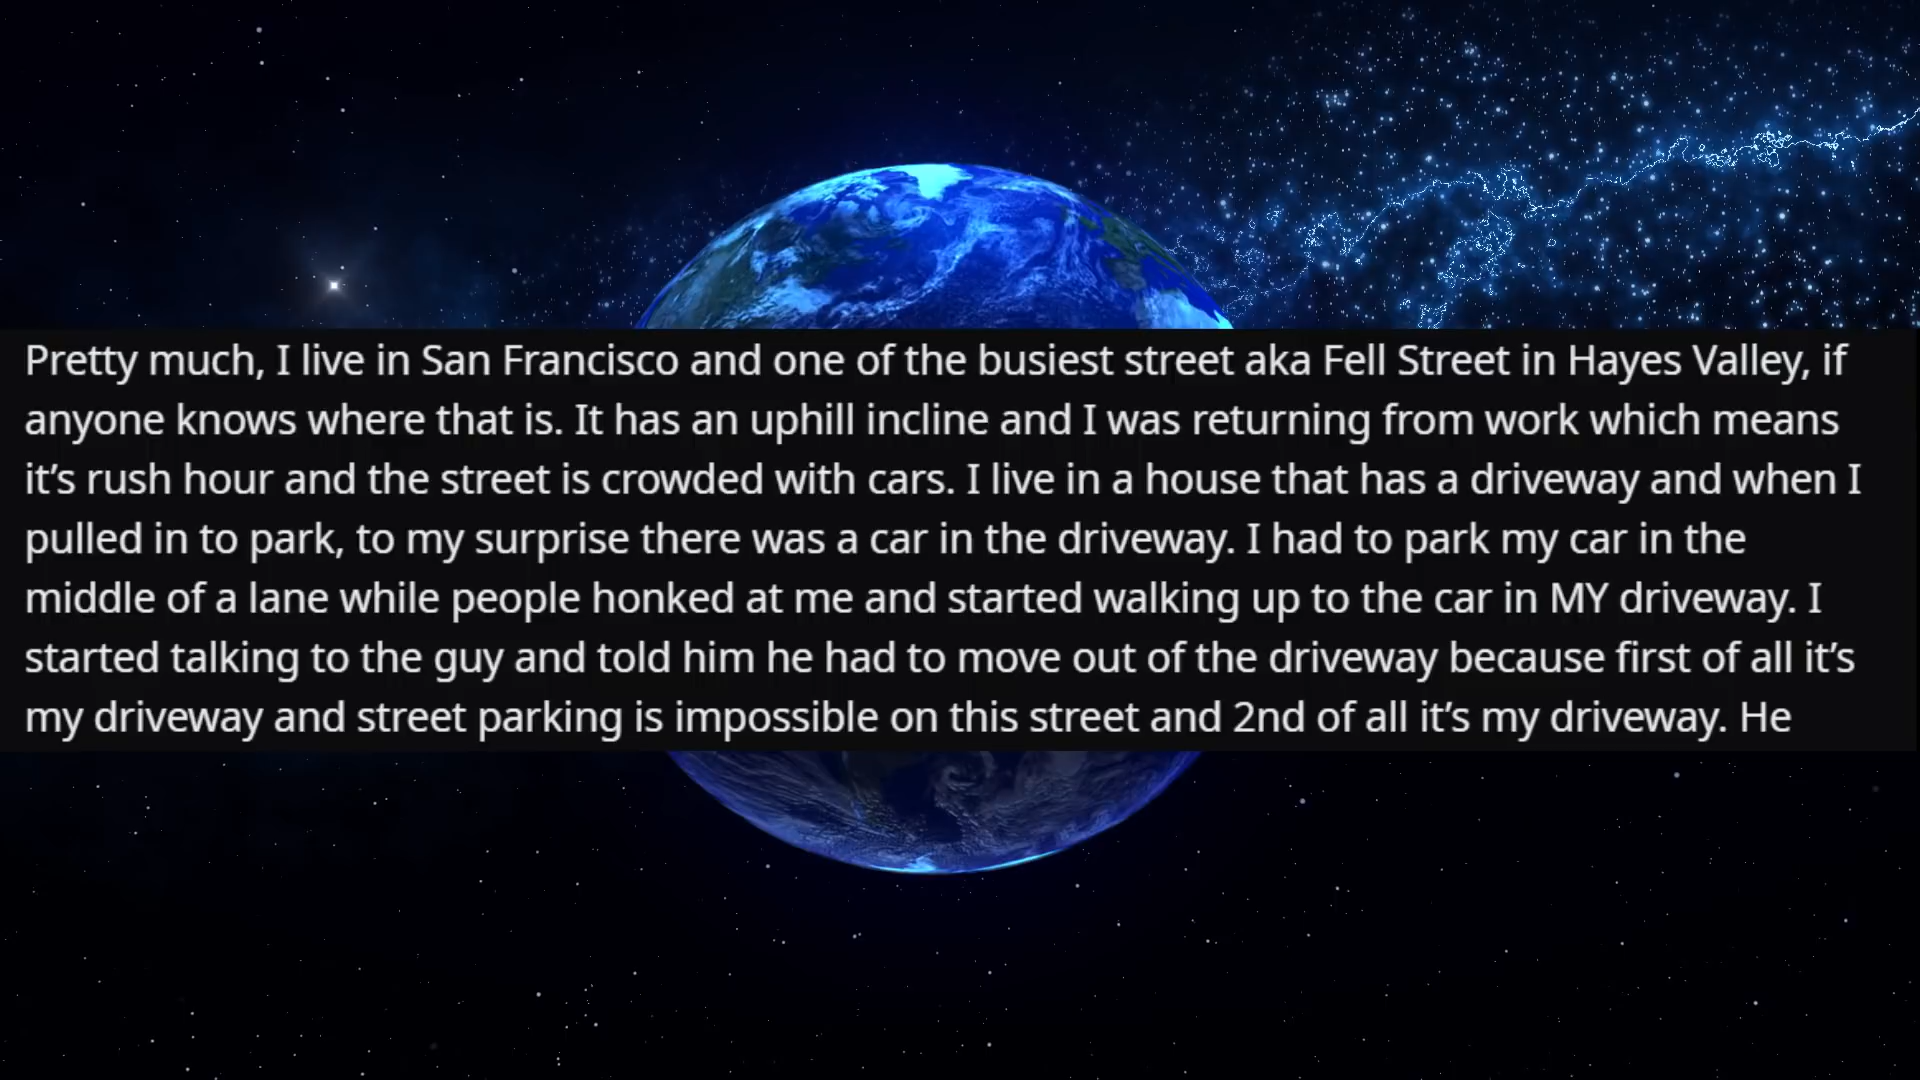 Pretty much, I live in San Francisco and one of the busiest street aka Fell Street in Hayes Valley, if
anyone knows where that is. It has an uphill incline and I was returning from work which means
it’s rush hour and the street is crowded with cars. I live in a house that has a driveway and when I
pulled in to park, to my surprise there was a car in the driveway. I had to park my car in the
middle of a lane while people honked at me and started walking up to the car in MY driveway. I
started talking to the guy and told him he had to move out of the driveway because first of all it’s
my driveway and street parking is impossible on this street and 2nd of all it’s my driveway. He